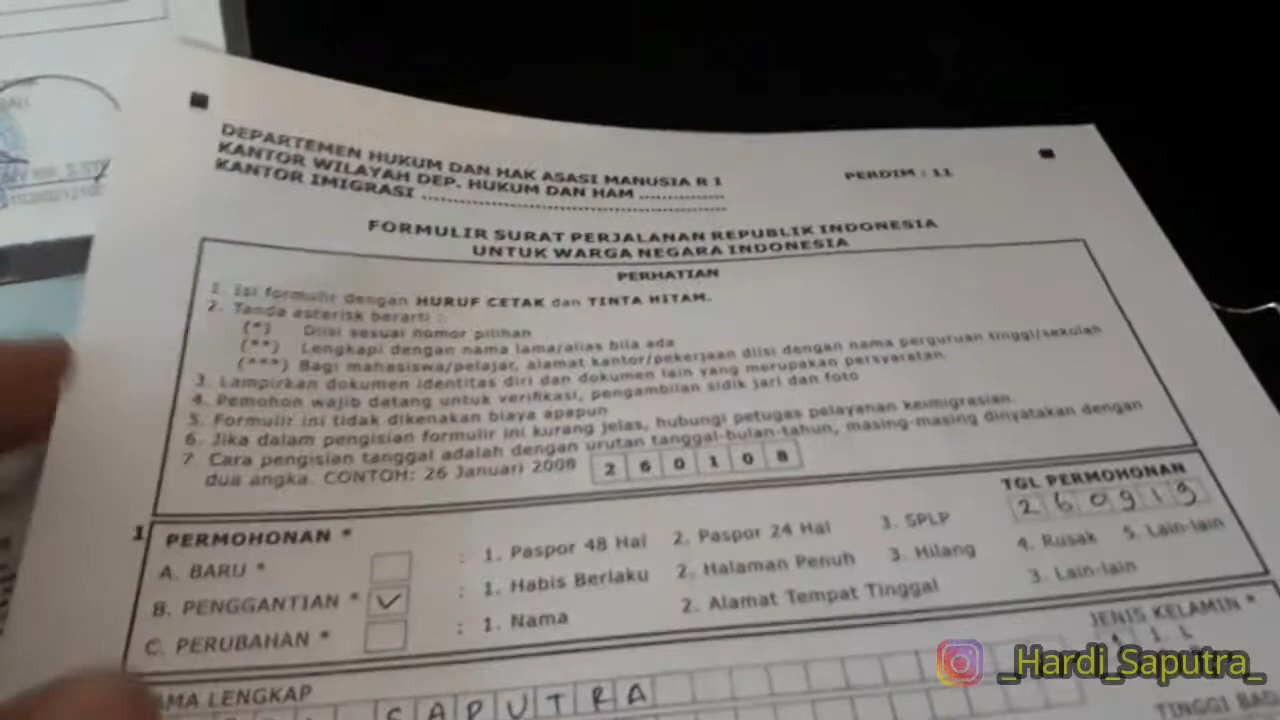 DEPARTEMEN HUKUM DAN HAK ASASI MANUSIA R I
KANTOR WILAYAH DEP. HUKUM DAN HAM ..............
KANTOR IMIGRASI ..................................................
PERDIM : 11
FORMULIR SURAT PERJALANAN REPUBLIK INDONESIA
UNTUK WARGA NEGARA INDONESIA
PERHATIAN
1. Isi formulir dengan HURUF CETAK dan TINTA HITAM.
2. Tanda asterisk berarti :
(*) Diisi sesuai nomor pilihan
(**) Lengkapi dengan nama lama/alias bila ada
(***) Bagi mahasiswa/pelajar, alamat kantor/pekerjaan diisi dengan nama perguruan tinggi/sekolah
3. Lampirkan dokumen identitas diri dan dokumen lain yang merupakan persyaratan
4. Pemohon wajib datang untuk verifikasi, pengambilan sidik jari dan foto
5. Formulir ini tidak dikenakan biaya apapun
6. Jika dalam pengisian formulir ini kurang jelas, hubungi petugas pelayanan keimigrasian.
7. Cara pengisian tanggal adalah dengan urutan tanggal-bulan-tahun, masing-masing dinyatakan dengan
dua angka. CONTOH: 26 Januari 2008 2 6 0 1 0 8
TGL PERMOHONAN
2 6 0 9 1 9
1 PERMOHONAN *
A. BARU * : 1. Paspor 48 Hal 2. Paspor 24 Hal 3. SPLP
B. PENGGANTIAN * ✓ : 1. Habis Berlaku 2. Halaman Penuh 3. Hilang 4. Rusak 5. Lain-lain
C. PERUBAHAN * : 1. Nama 2. Alamat Tempat Tinggal 3. Lain-lain
JENIS KELAMIN *
1. L
AMA LENGKAP
SAPUTRA
TINGGI BAD
_Hardi_Saputra_